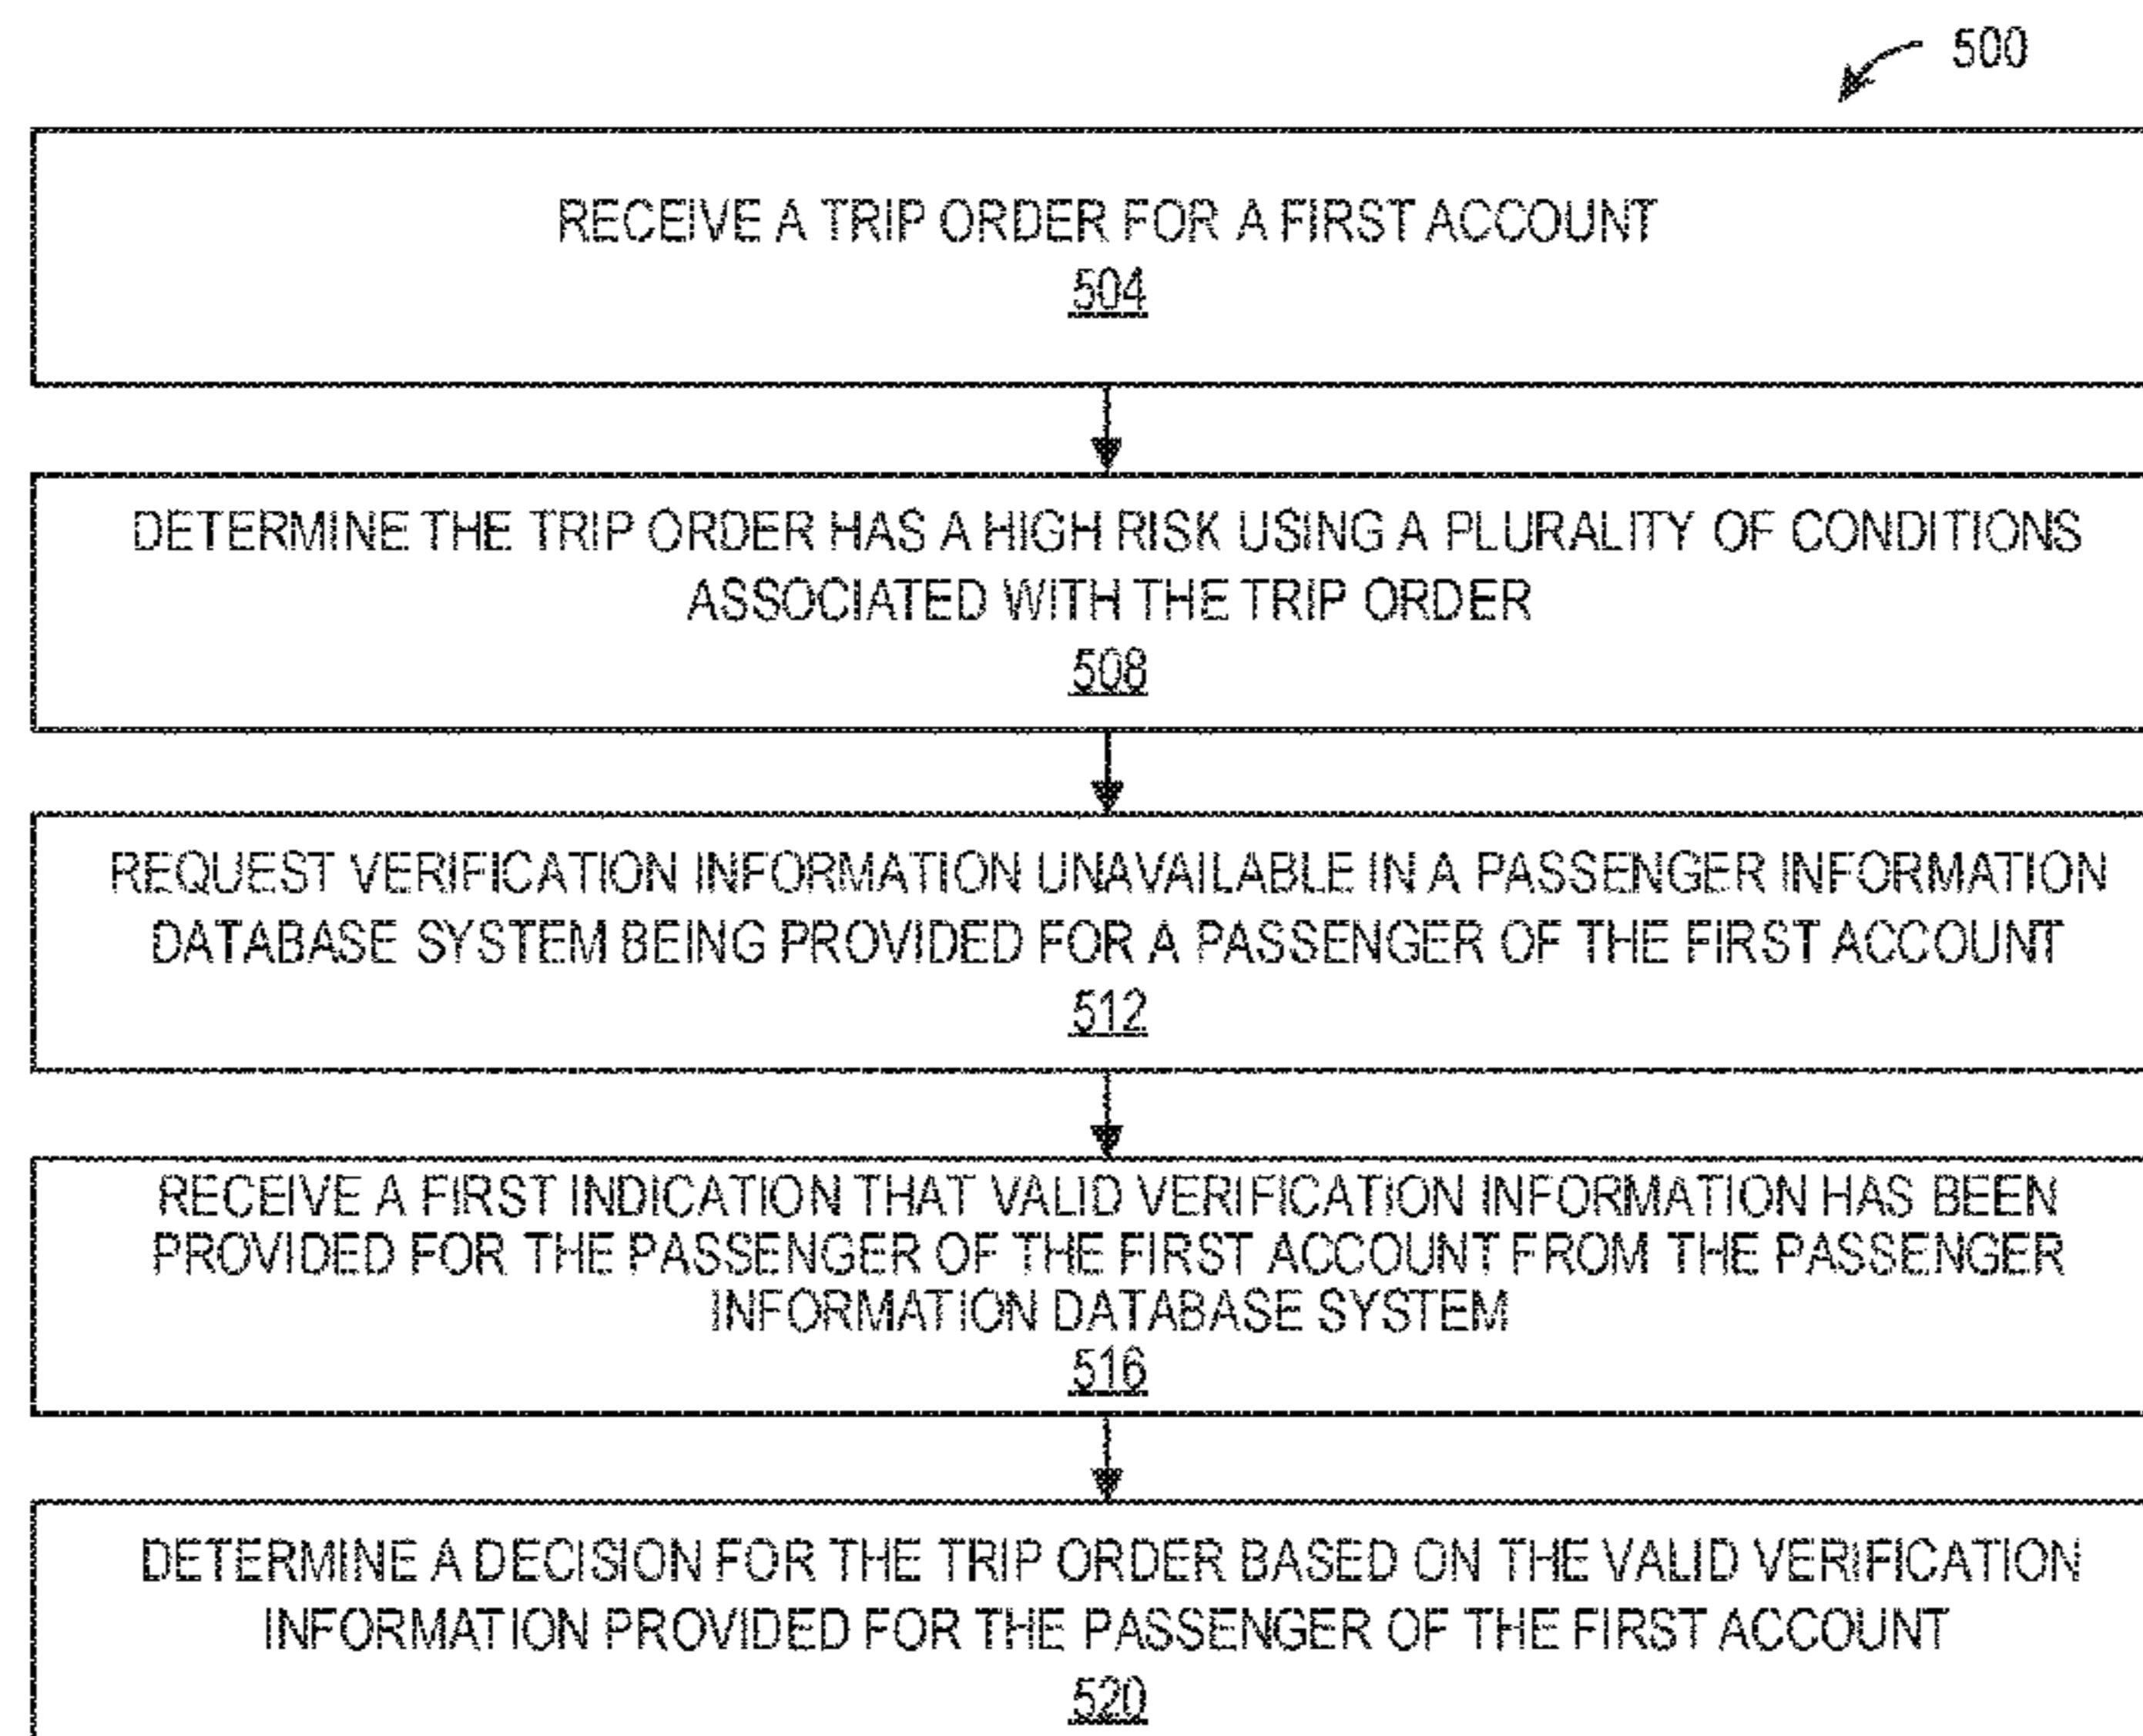 500
RECEIVE A TRIP ORDER FOR A FIRST ACCOUNT
504
DETERMINE THE TRIP ORDER HAS A HIGH RISK USING A PLURALITY OF CONDITIONS
ASSOCIATED WITH THE TRIP ORDER
508
REQUEST VERIFICATION INFORMATION UNAVAILABLE IN A PASSENGER INFORMATION
DATABASE SYSTEM BEING PROVIDED FOR A PASSENGER OF THE FIRST ACCOUNT
512
RECEIVE A FIRST INDICATION THAT VALID VERIFICATION INFORMATION HAS BEEN
PROVIDED FOR THE PASSENGER OF THE FIRST ACCOUNT FROM THE PASSENGER
INFORMATION DATABASE SYSTEM
516
DETERMINE A DECISION FOR THE TRIP ORDER BASED ON THE VALID VERIFICATION
INFORMATION PROVIDED FOR THE PASSENGER OF THE FIRST ACCOUNT
520